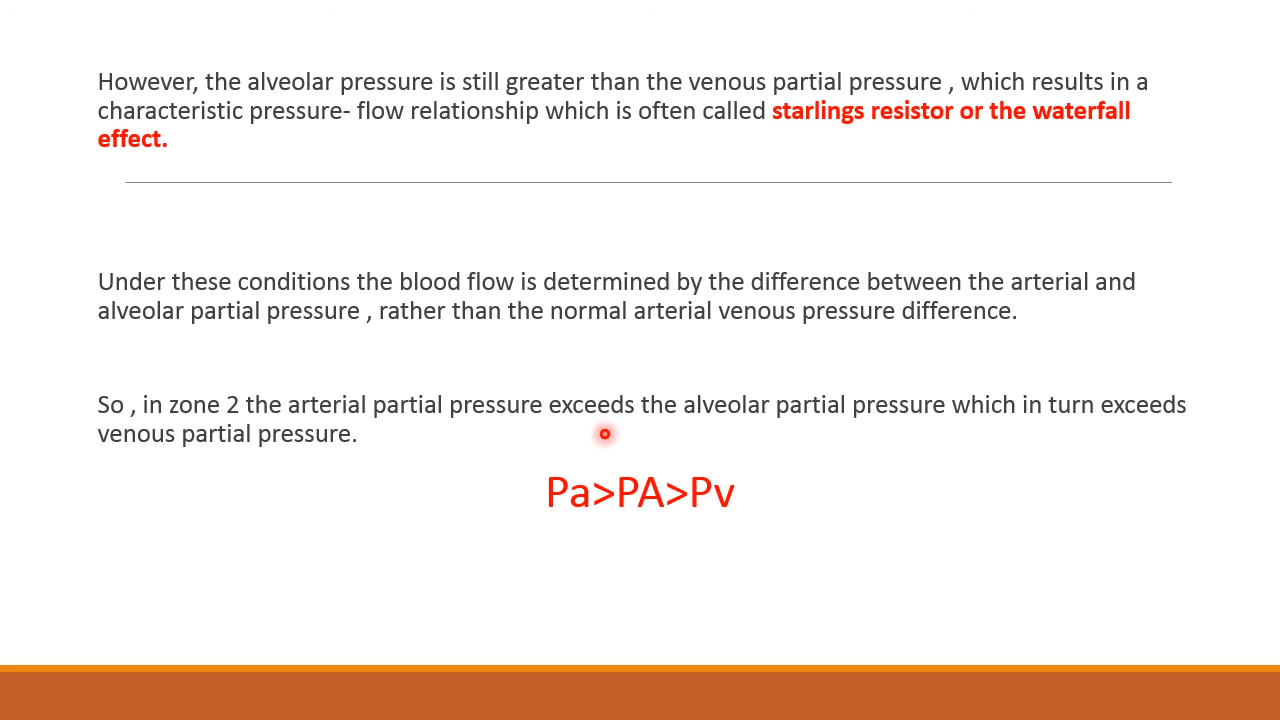 However, the alveolar pressure is still greater than the venous partial pressure , which results in a
characteristic pressure- flow relationship which is often called starlings resistor or the waterfall
effect.
Under these conditions the blood flow is determined by the difference between the arterial and
alveolar partial pressure , rather than the normal arterial venous pressure difference.
So , in zone 2 the arterial partial pressure exceeds the alveolar partial pressure which in turn exceeds
venous partial pressure.
Pa>PA>Pv